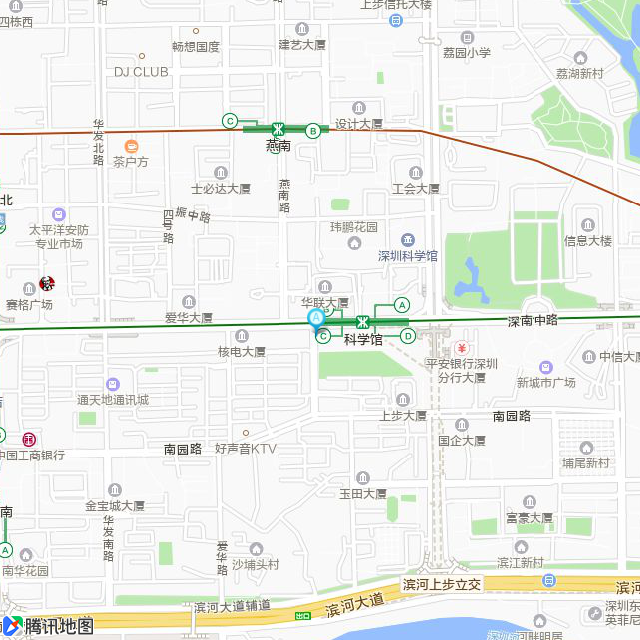 四栋西
畅想国度
DJ CLUB
建艺大厦
上步信托大楼
荔园小学
荔湖新村
华发北路
C
B
燕南
设计大厦
茶户方
士必达大厦
燕南路
工会大厦
北
太平洋安防
专业市场
四号路
振中路
玮鹏花园
深圳科学馆
信息大楼
赛格广场
爱华大厦
华联大厦
A
A
深南中路
C
科学馆
D
核电大厦
平安银行深圳
分行大厦
新城市广场
中信大厦
通天地通讯城
上步大厦
南园路
国企大厦
南园路
好声音KTV
中国工商银行
埔尾新村
玉田大厦
金宝城大厦
富豪大厦
南
华发南路
A
南华花园
爱华路
沙埔头村
滨江新村
滨河上步立交
滨河大道辅道
滨河大道
滨河
腾讯地图
深圳东
英菲尼